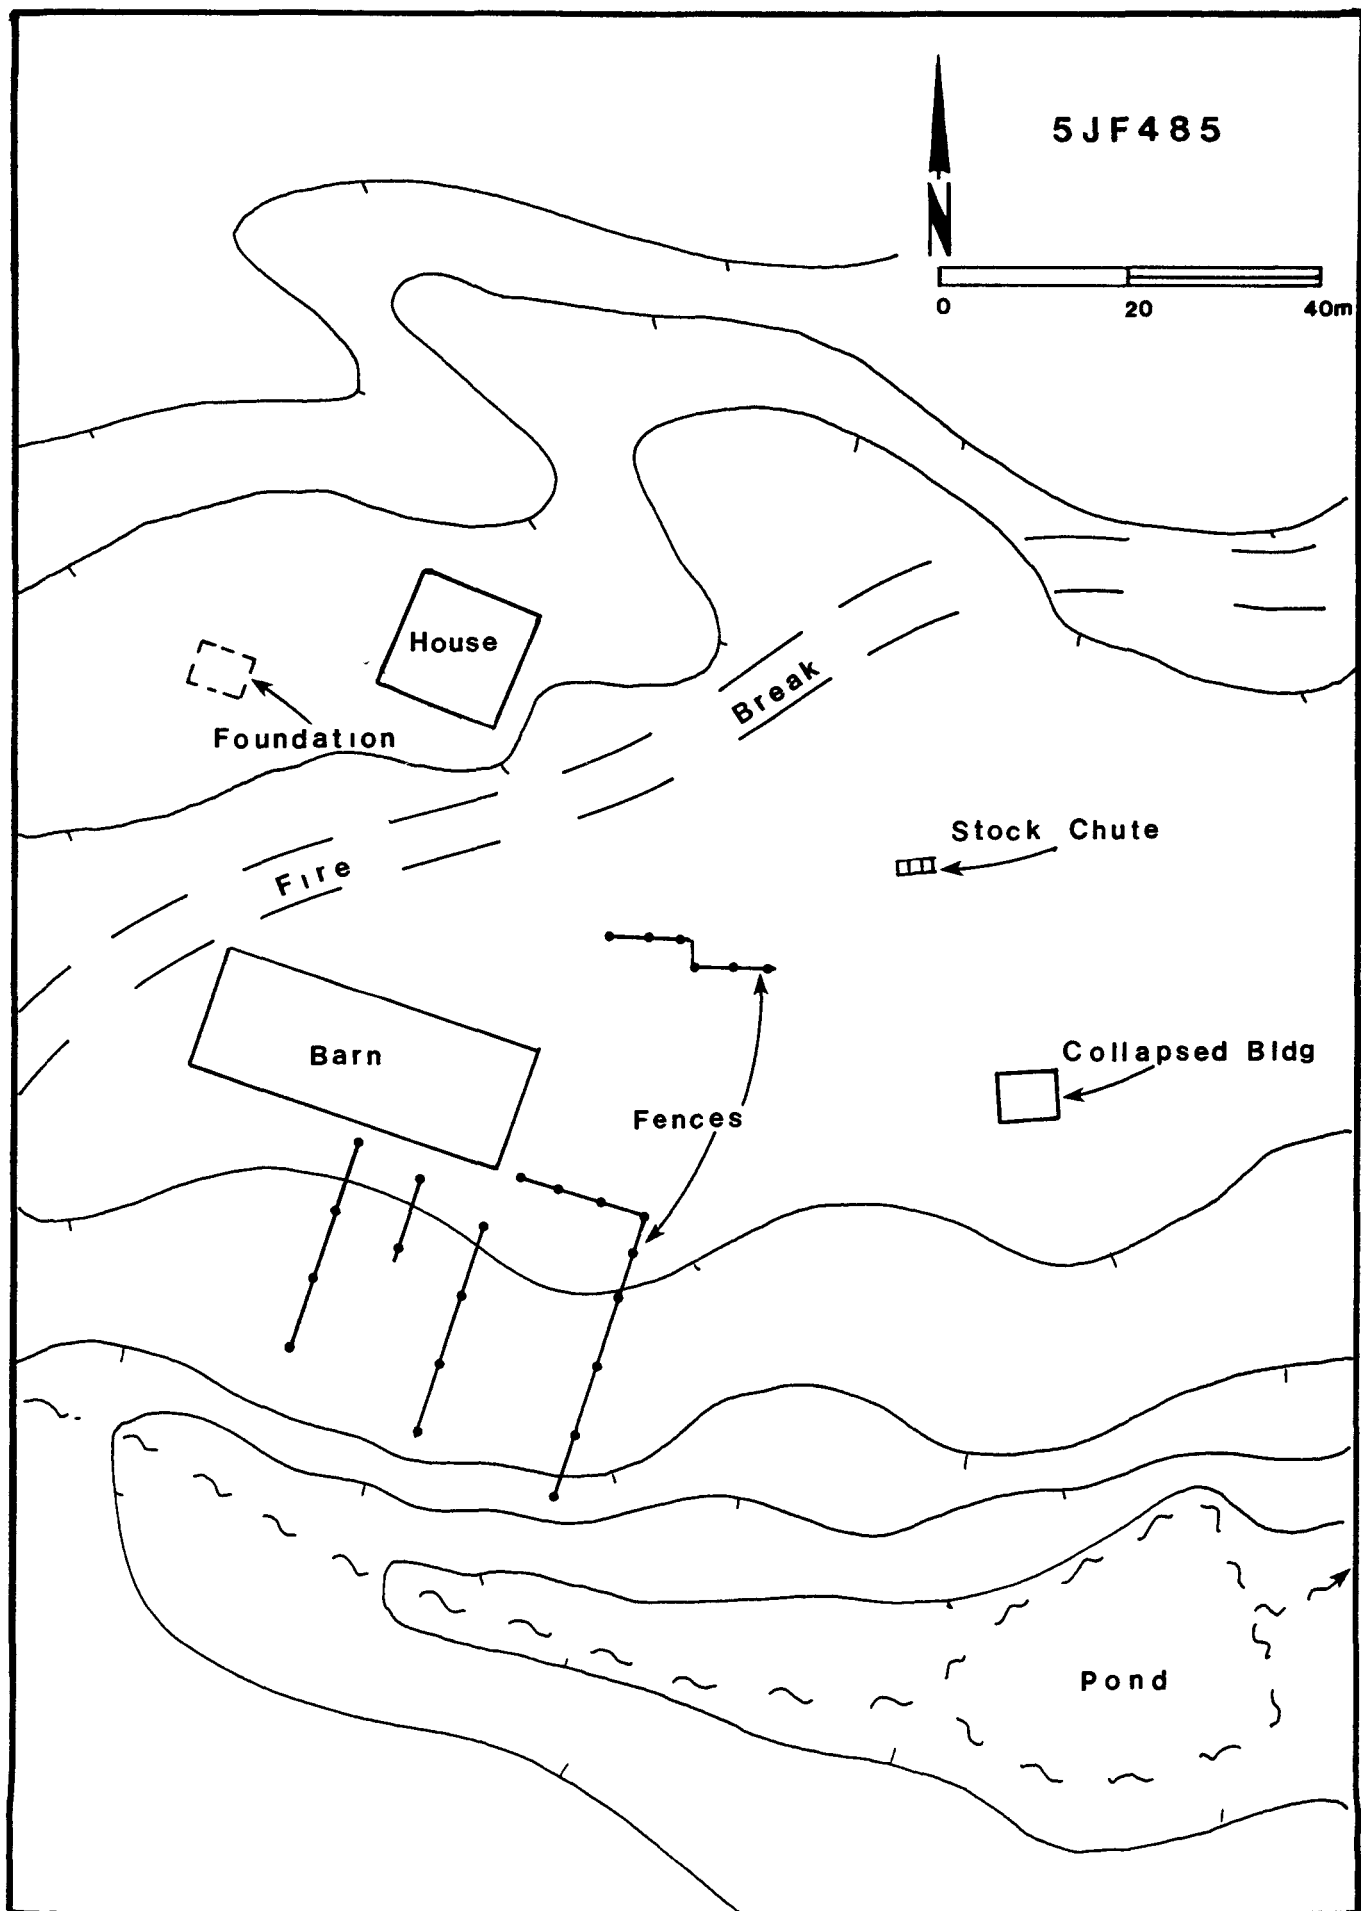 5JF485
N
0 20 40m
House
Foundation
Break
Fire
Stock Chute
Barn
Collapsed Bldg
Fences
Pond